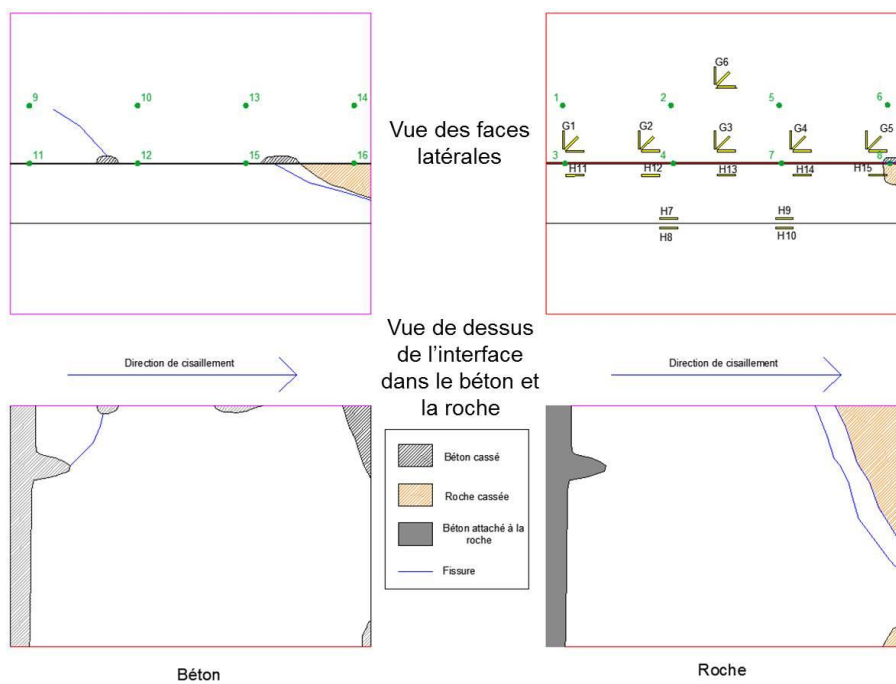 9
10
13
14
11
12
15
16
Vue des faces
latérales
G6
1
2
5
6
G1
G2
G3
G4
G5
3
4
7
8
H11
H12
H13
H14
H15
H7
H9
H8
H10
Vue de dessus
de l'interface
dans le béton et
la roche
Direction de cisaillement
Direction de cisaillement
Béton cassé
Roche cassée
Béton attaché à la
roche
Fissure
Béton
Roche